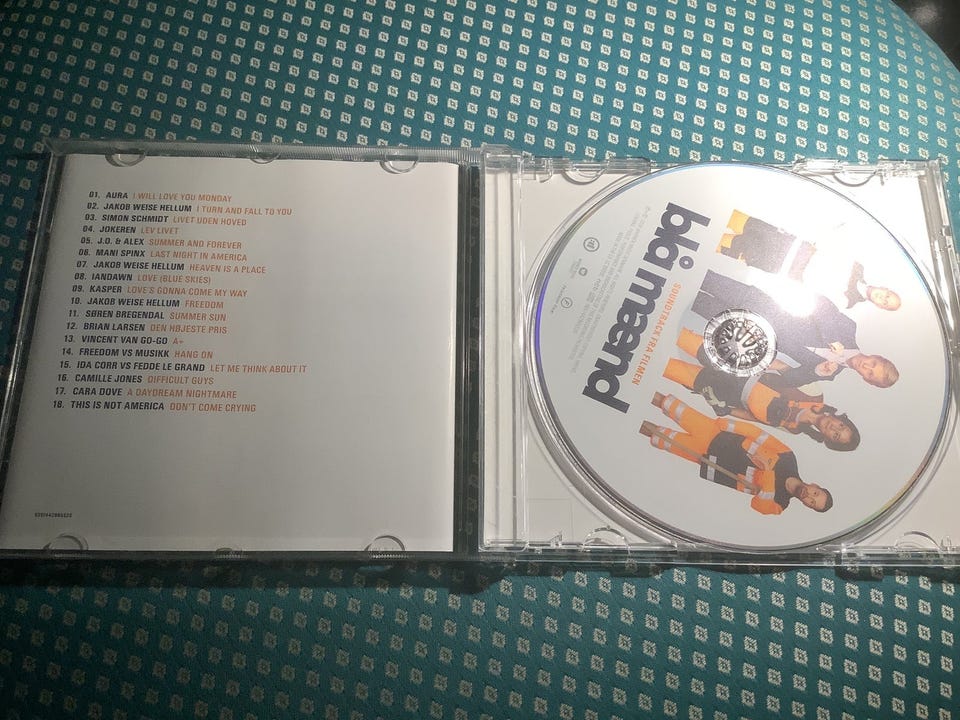 01. AURA I WILL LOVE YOU MONDAY
02. JAKOB WEISE HELLUM I TURN AND FALL TO YOU
03. SIMON SCHMIDT LIVET UDEN HOVED
04. JOKEREN LEV LIVET
05. J.O. & ALEX SUMMER AND FOREVER
06. MANI SPINX LAST NIGHT IN AMERICA
07. JAKOB WEISE HELLUM HEAVEN IS A PLACE
08. IANDAWN LOVE (BLUE SKIES)
09. KASPER LOVE'S GONNA COME MY WAY
10. JAKOB WEISE HELLUM FREEDOM
11. SØREN BREGENDAL SUMMER SUN
12. BRIAN LARSEN DEN HØJESTE PRIS
13. VINCENT VAN GO-GO A+
14. FREEDOM VS MUSIKK HANG ON
15. IDA CORR VS FEDDE LE GRAND LET ME THINK ABOUT IT
16. CAMILLE JONES DIFFICULT GUYS
17. CARA DOVE A DAYDREAM NIGHTMARE
18. THIS IS NOT AMERICA DON'T COME CRYING
blå mænd
SOUNDTRACK FRA FILMEN